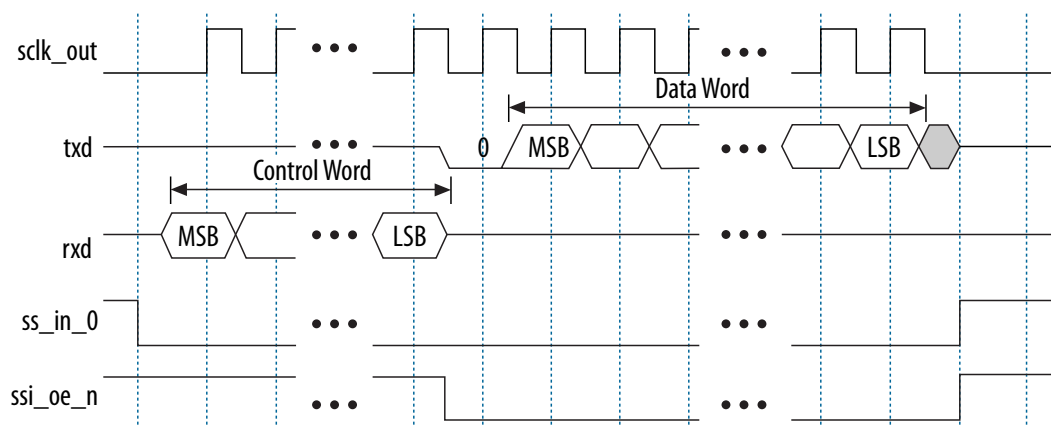 sclk_out
Data Word
txd
0
MSB
LSB
Control Word
rxd
MSB
LSB
ss_in_0
ssi_oe_n